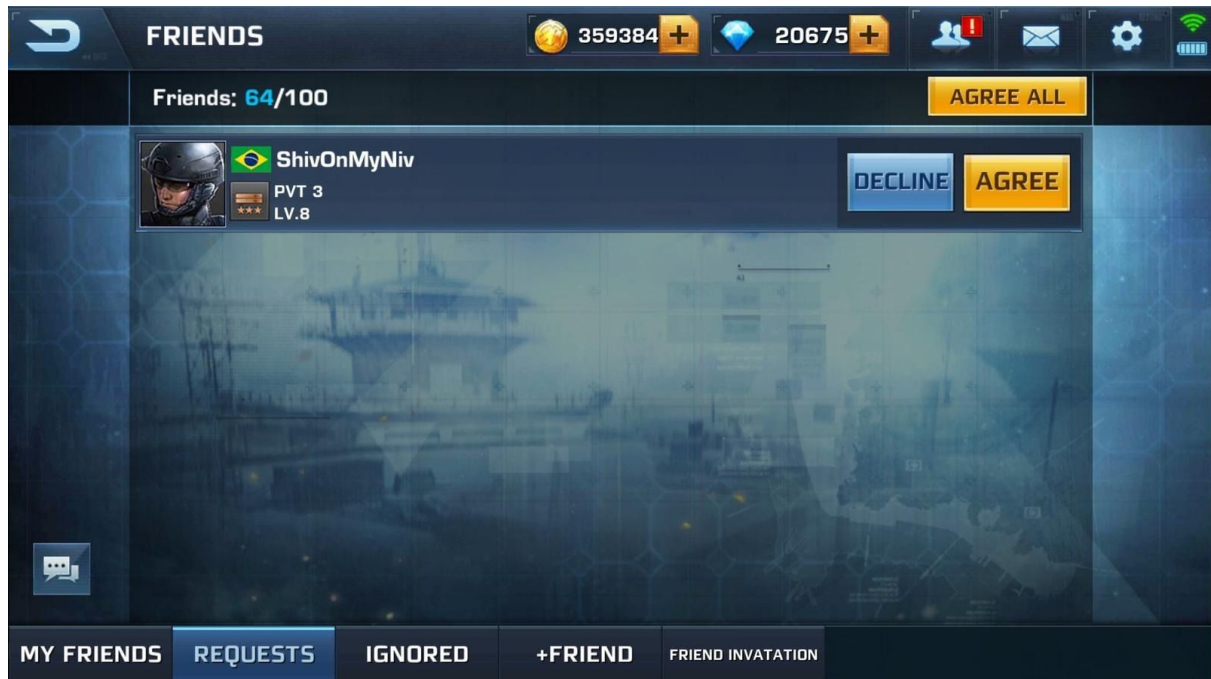 FRIENDS
359384
20675
Friends: 64/100
AGREE ALL
ShivOnMyNiv
PVT 3
LV.8
DECLINE
AGREE
MY FRIENDS
REQUESTS
IGNORED
+FRIEND
FRIEND INVATATION